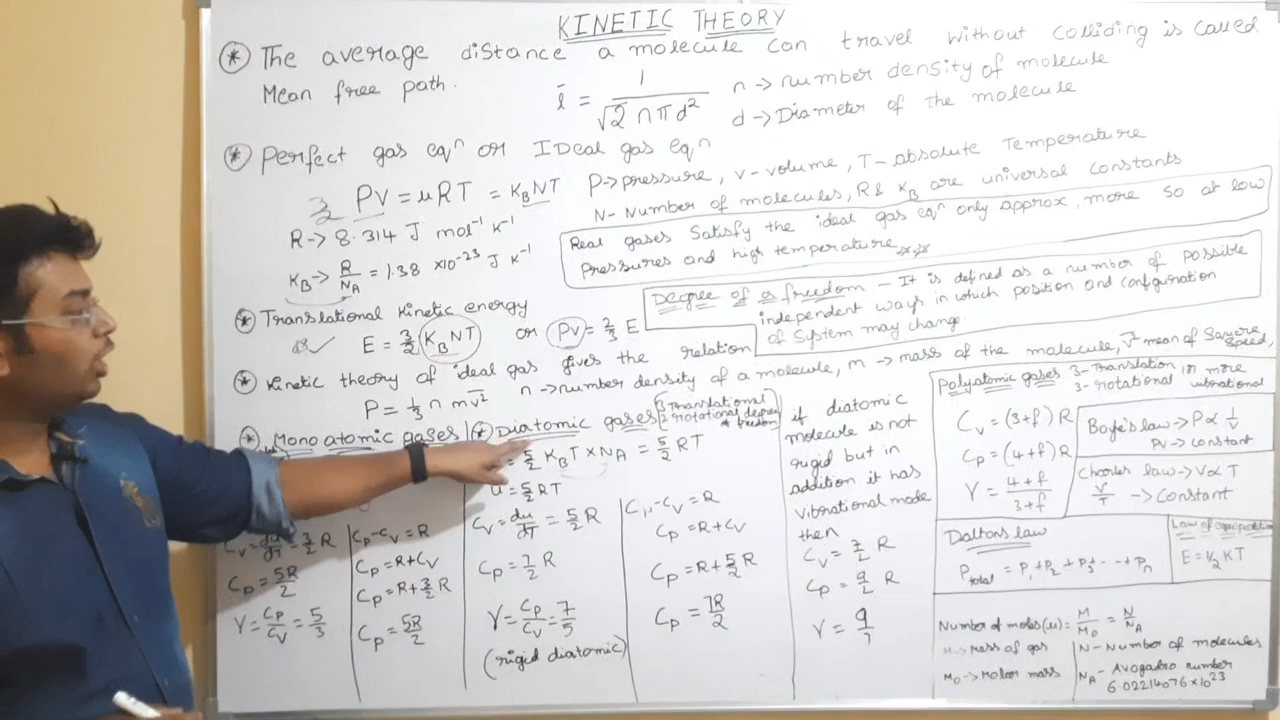 KINETIC THEORY
* The average distance a molecule can travel without colliding is called
Mean free path.
l̄ = 1 / √2 n π d²
n → number density of molecule
d → Diameter of the molecule
* Perfect gas eqⁿ or IDeal gas eqⁿ
3/2 PV = μRT = K_B NT
P → pressure, v - volume, T - absolute Temperature
N - Number of molecules, R & K_B are universal constants
R → 8.314 J mol⁻¹ K⁻¹
K_B → R/N_A = 1.38 ×10⁻²³ J K⁻¹
Real gases Satisfy the ideal gas eqⁿ only approx, more so at low
pressures and high temperature
* Translational Kinetic energy
E = 3/2 K_B NT or PV = 2/3 E
Degree of a freedom - It is defined as a number of possible
independent ways in which position and configuration
of System may change.
* Kinetic theory of ideal gas gives the relation
P = 1/3 n m v̄²
n → number density of a molecule, m → mass of the molecule, v̄² mean of Square speed,
* Mono atomic gases
C_V = du/dT = 3/2 R
C_P = 5R/2
γ = C_P/C_V = 5/3
C_P - C_V = R
C_P = R + C_V
C_P = R + 3/2 R
C_P = 5R/2
* Diatomic gases
3 Translational
2 rotational degree of freedom
= 5/2 K_B T × N_A = 5/2 RT
u = 5/2 RT
C_V = du/dT = 5/2 R
C_P = 7/2 R
γ = C_P/C_V = 7/5
(rigid diatomic)
C_P - C_V = R
C_P = R + C_V
C_P = R + 5/2 R
C_P = 7R/2
if diatomic
molecule is not
rigid but in
addition it has
vibrational mode
then
C_V = 7/2 R
C_P = 9/2 R
γ = 9/7
Polyatomic gases 3 - Translation
3 - rotational vibrational
C_V = (3+f) R
C_P = (4+f) R
γ = 4+f / 3+f
Boyle's law → P ∝ 1/V
PV → constant
Charles law → V ∝ T
V/T → Constant
Daltons law
P_total = P₁ + P₂ + P₃ + --- + Pₙ
Law of equipartition
E = 1/2 KT
Number of moles (μ) = M/M₀ = N/N_A
M → Mass of gas
M₀ → Molar mass
N - Number of molecules
N_A - Avogadro number
6.02214076 × 10²³